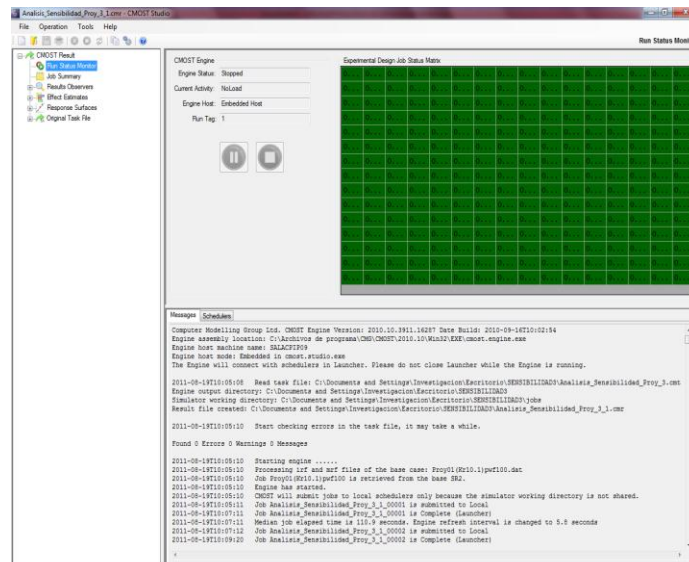 Analisis_Sensibilidad_Proy_3_1.cmr - CMOST Studio
File Operation Tools Help
Run Status Moni
CMOST Result
Run Status Monitor
Job Summary
Results Observers
Effect Estimates
Response Surfaces
Original Task File
CMOST Engine
Engine Status: Stopped
Current Activity: NoLoad
Engine Host: Embedded Host
Run Tag: 1
Experimental Design Job Status Matrix
Messages Schedulers
Computer Modelling Group Ltd. CMOST Engine Version: 2010.10.3911.16287 Date Build: 2010-09-16T10:02:54
Engine assembly location: C:\Archivos de programa\CMG\CMOST\2010.10\Win32\EXE\cmost.engine.exe
Engine host machine name: SALACPIP09
Engine host mode: Embedded in cmost.studio.exe
The Engine will connect with schedulers in Launcher. Please do not close Launcher while the Engine is running.
2011-08-19T10:05:08 Read task file: C:\Documents and Settings\Investigacion\Escritorio\SENSIBILIDAD3\Analisis_Sensibilidad_Proy_3.cmt
Engine output directory: C:\Documents and Settings\Investigacion\Escritorio\SENSIBILIDAD3
Simulator working directory: C:\Documents and Settings\Investigacion\Escritorio\SENSIBILIDAD3\jobs
Result file created: C:\Documents and Settings\Investigacion\Escritorio\SENSIBILIDAD3\Analisis_Sensibilidad_Proy_3_1.cmr
2011-08-19T10:05:10 Start checking errors in the task file, it may take a while.
Found 0 Errors 0 Warnings 0 Messages
2011-08-19T10:05:10 Starting engine ......
2011-08-19T10:05:10 Processing irf and mrf files of the base case: Proy01(Kr10.1)pwf100.dat
2011-08-19T10:05:10 Job Proy01(Kr10.1)pwf100 is retrieved from the base SR2.
2011-08-19T10:05:10 Engine has started.
2011-08-19T10:05:10 CMOST will submit jobs to local schedulers only because the simulator working directory is not shared.
2011-08-19T10:05:11 Job Analisis_Sensibilidad_Proy_3_1_00001 is submitted to Local
2011-08-19T10:07:11 Job Analisis_Sensibilidad_Proy_3_1_00001 is Complete (Launcher)
2011-08-19T10:07:11 Median job elapsed time is 110.9 seconds. Engine refresh interval is changed to 5.8 seconds
2011-08-19T10:07:12 Job Analisis_Sensibilidad_Proy_3_1_00002 is submitted to Local
2011-08-19T10:09:20 Job Analisis_Sensibilidad_Proy_3_1_00002 is Complete (Launcher)